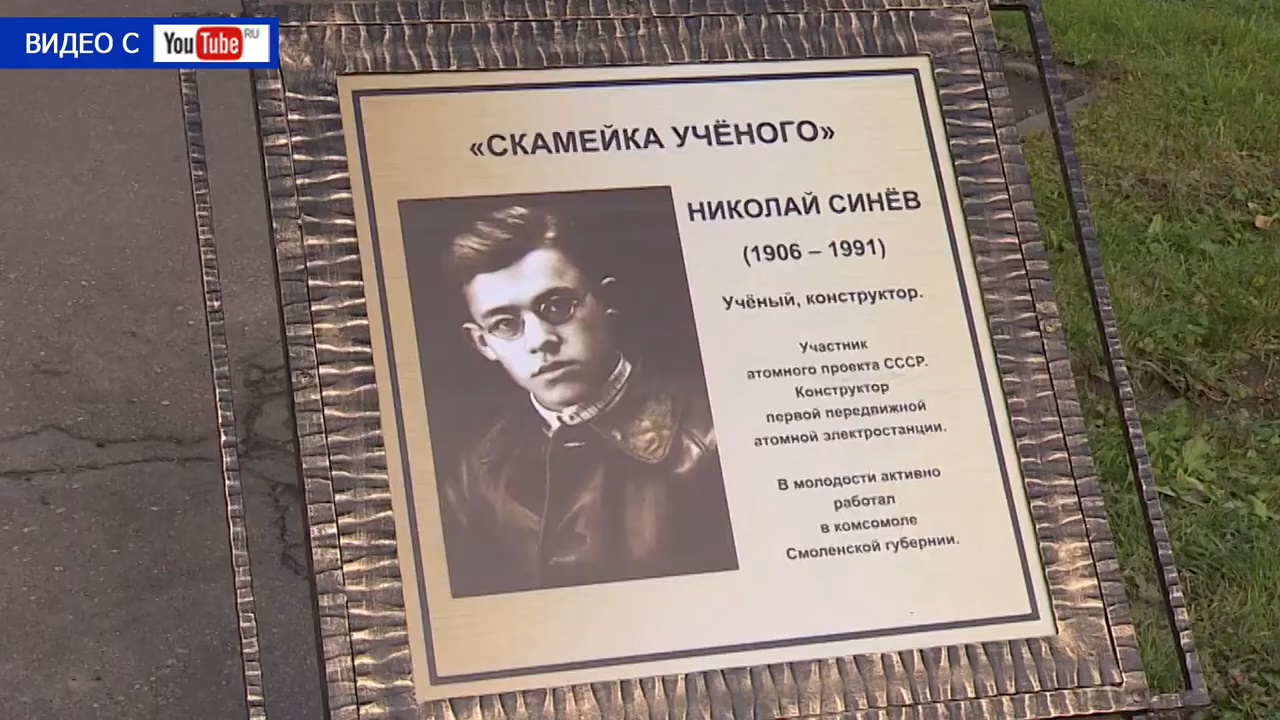 ВИДЕО С YouTube RU
«СКАМЕЙКА УЧЁНОГО»
НИКОЛАЙ СИНЁВ
(1906 – 1991)
Учёный, конструктор.
Участник
атомного проекта СССР.
Конструктор
первой передвижной
атомной электростанции.
В молодости активно
работал
в комсомоле
Смоленской губернии.